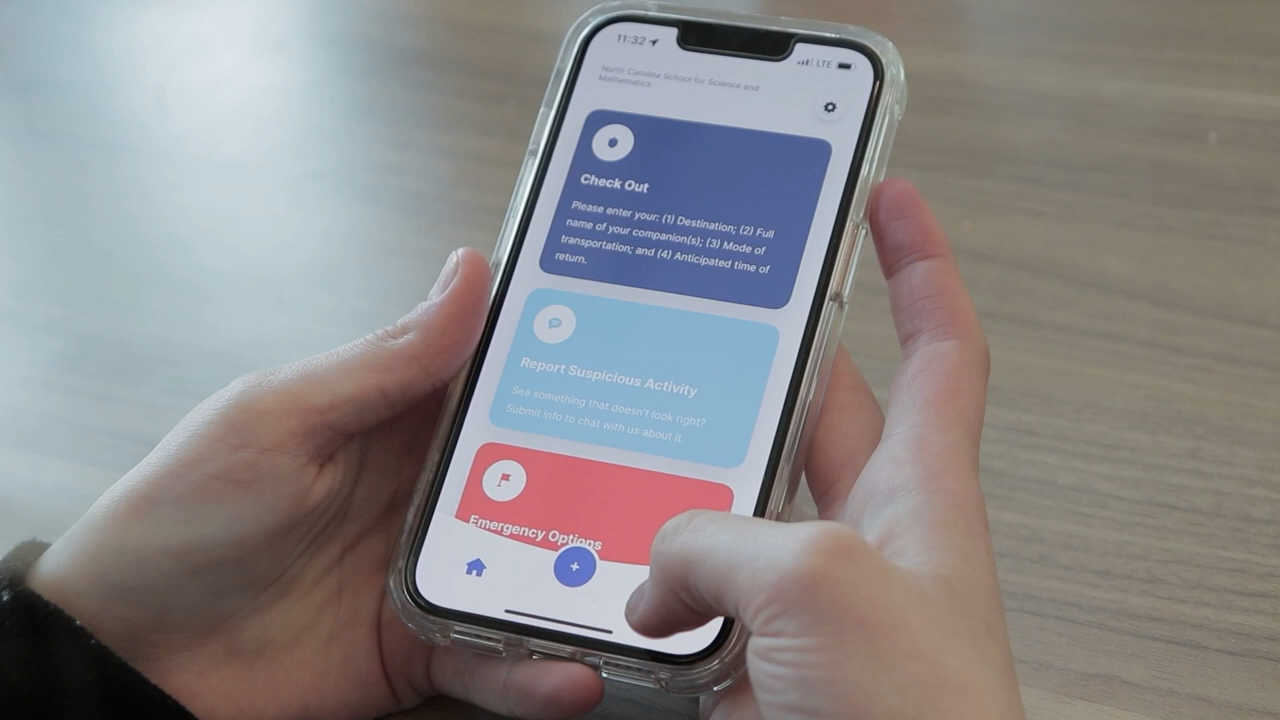 11:32
LTE
North Carolina School for Science and
Mathematics
Check Out
Please enter your: (1) Destination; (2) Full
name of your companion(s); (3) Mode of
transportation; and (4) Anticipated time of
return.
Report Suspicious Activity
See something that doesn't look right?
Submit info to chat with us about it.
Emergency Options